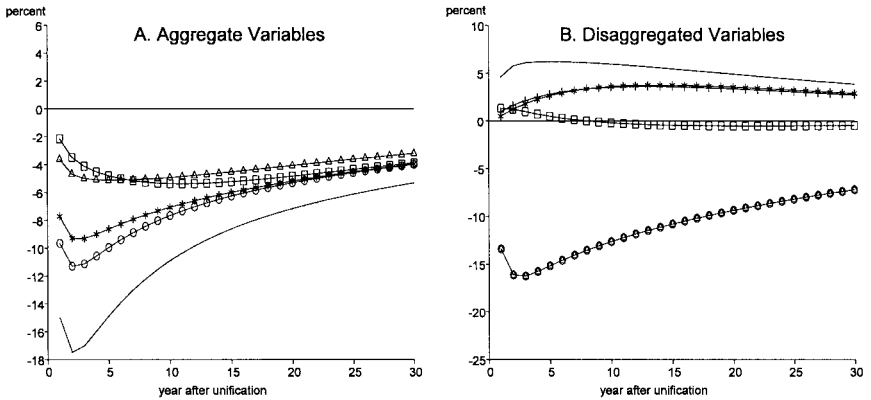 percent
A. Aggregate Variables
6
4
2
0
-2
-4
-6
-8
-10
-12
-14
-16
-18
0 5 10 15 20 25 30
year after unification
percent
B. Disaggregated Variables
10
5
0
-5
-10
-15
-20
-25
0 5 10 15 20 25 30
year after unification